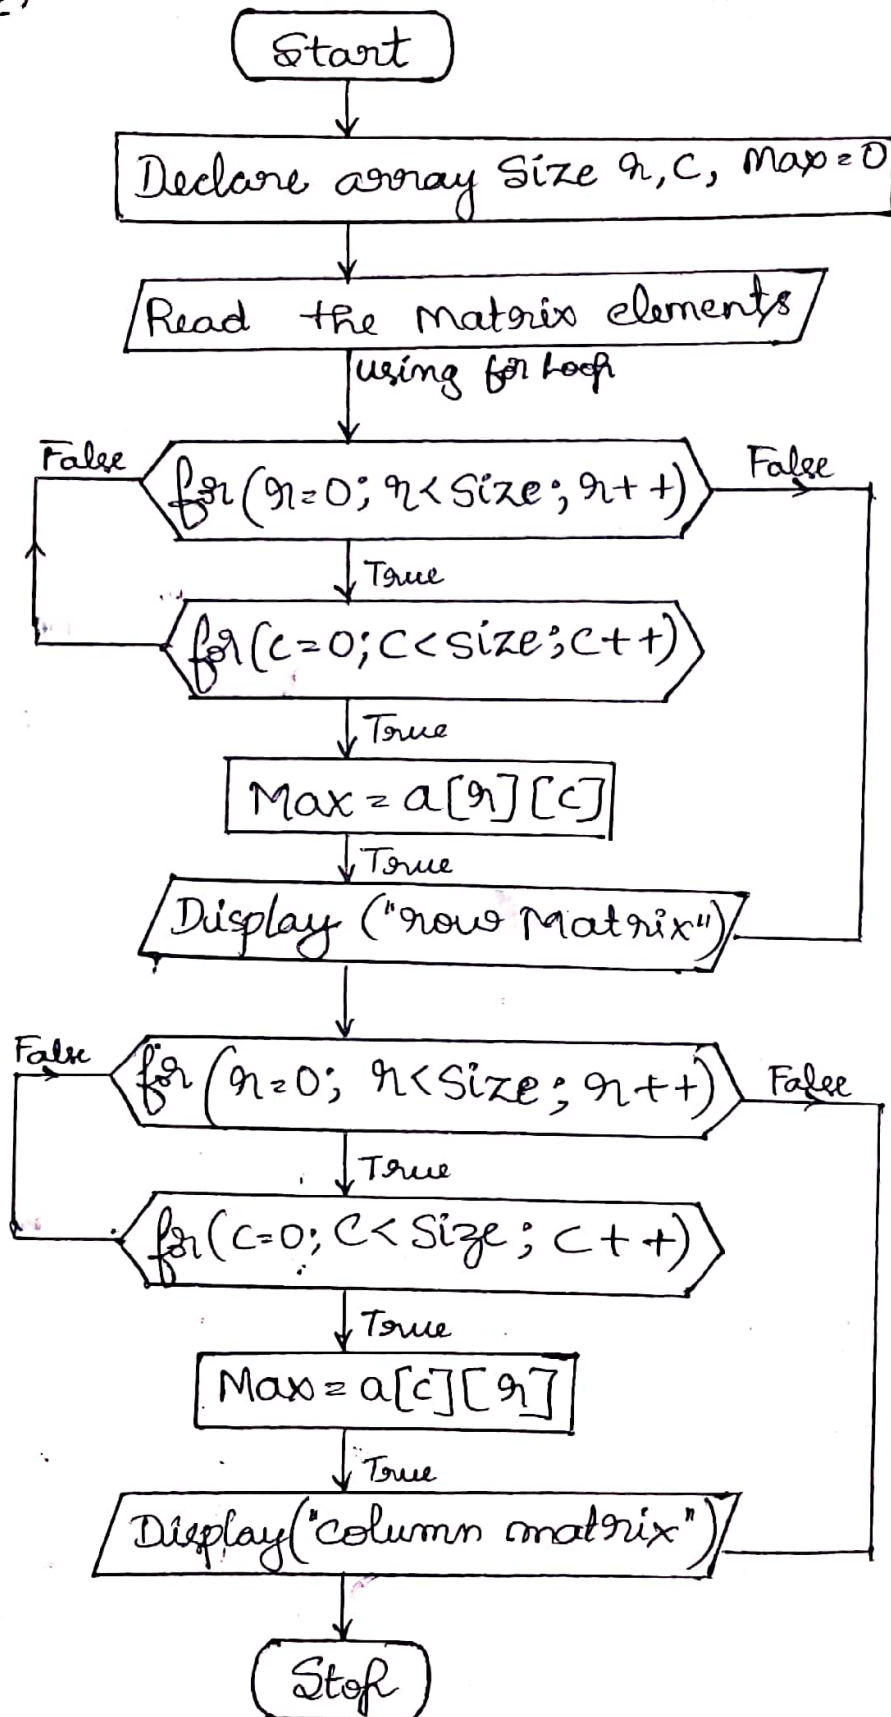 Start
Declare array Size r, C, Max=0
Read the Matrix elements
using for Loop
False
for(r=0; r<Size; r++)
False
True
for(c=0; C<size; c++)
True
Max = a[r][c]
True
Display ("row Matrix")
False
for (r=0; r<Size; r++)
False
True
for(c=0; C<Size; c++)
True
Max = a[c][r]
True
Display("column matrix")
Stop